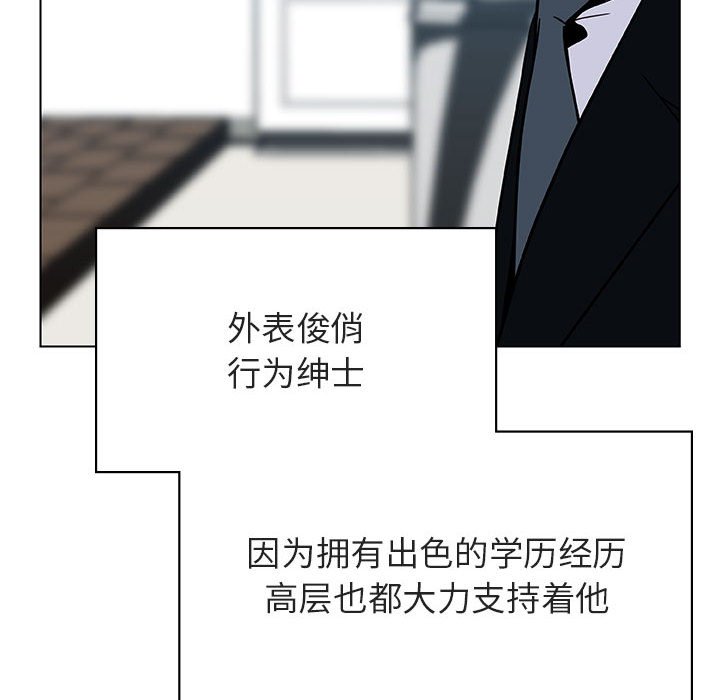 外表俊俏
行为绅士
因为拥有出色的学历经历
高层也都大力支持着他